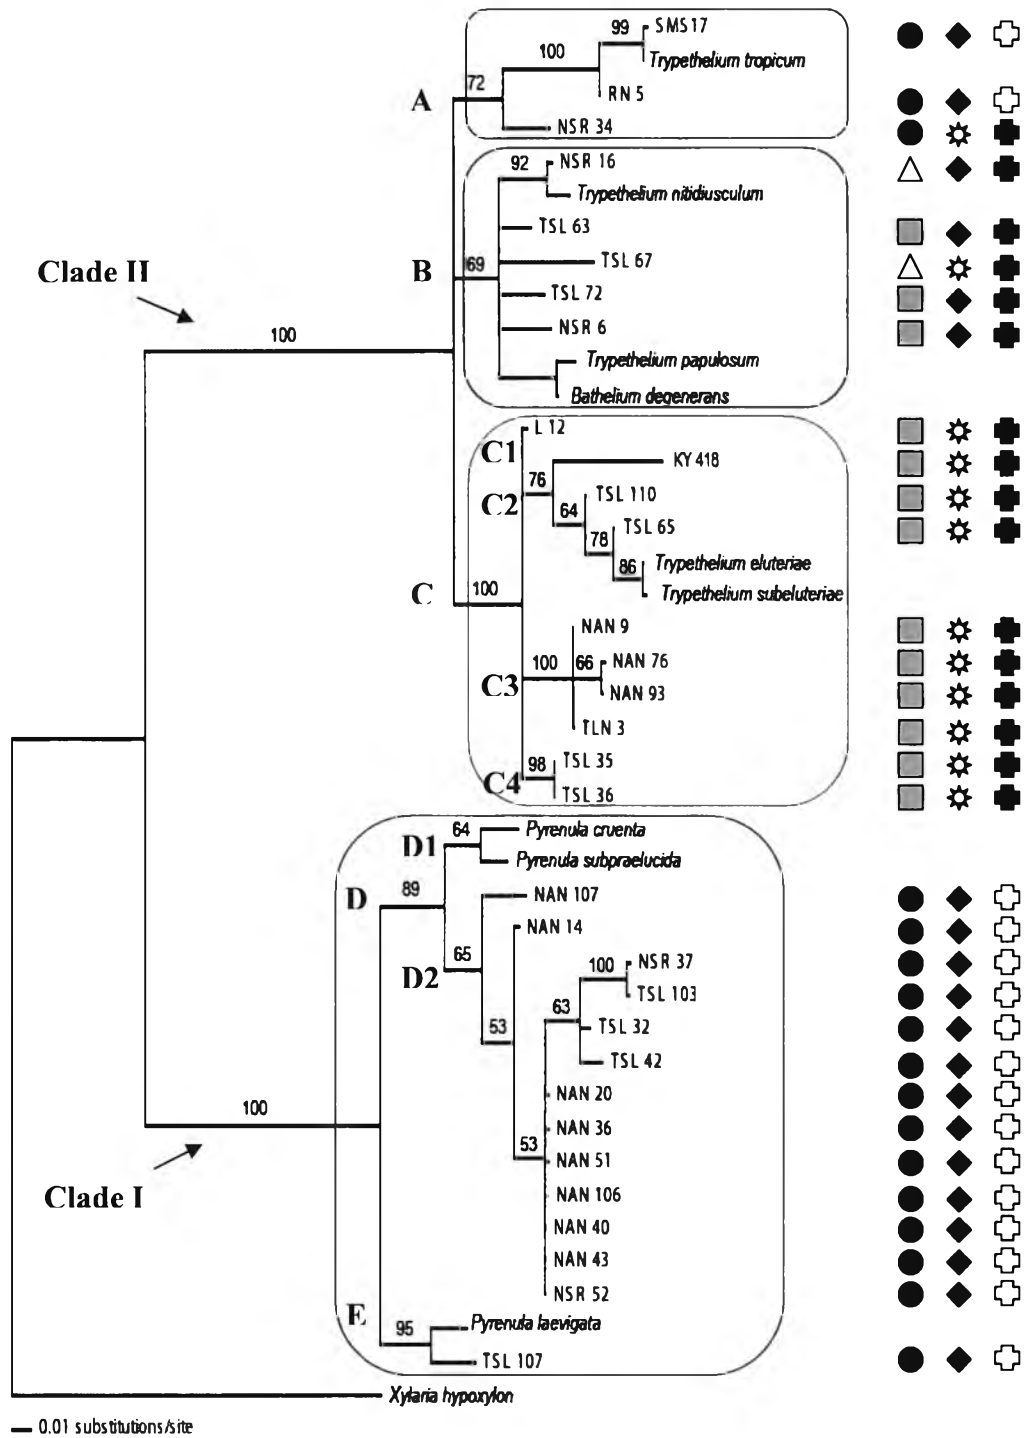 99
SMS17
100
Trypethelium tropicum
72
A
RN 5
NSR 34
92
NSR 16
Trypethelium nitidiusculum
TSL 63
Clade II
B
69
TSL 67
TSL 72
100
NSR 6
Trypethelium papulosum
Bathelium degenerans
L 12
C1
KY 418
76
C2
TSL 110
64
TSL 65
78
Trypethelium eluteriae
86
C
100
Trypethelium subeluteriae
NAN 9
100
66
NAN 76
C3
NAN 93
TLN 3
98
TSL 35
C4
TSL 36
64
Pyrenula cruenta
D1
Pyrenula subpraelucida
D
89
NAN 107
NAN 14
65
D2
100
NSR 37
TSL 103
63
53
TSL 32
TSL 42
NAN 20
100
NAN 36
53
NAN 51
Clade I
NAN 106
NAN 40
NAN 43
NSR 52
E
Pyrenula laevigata
95
TSL 107
Xylaria hypoxylon
0.01 substitutions/site